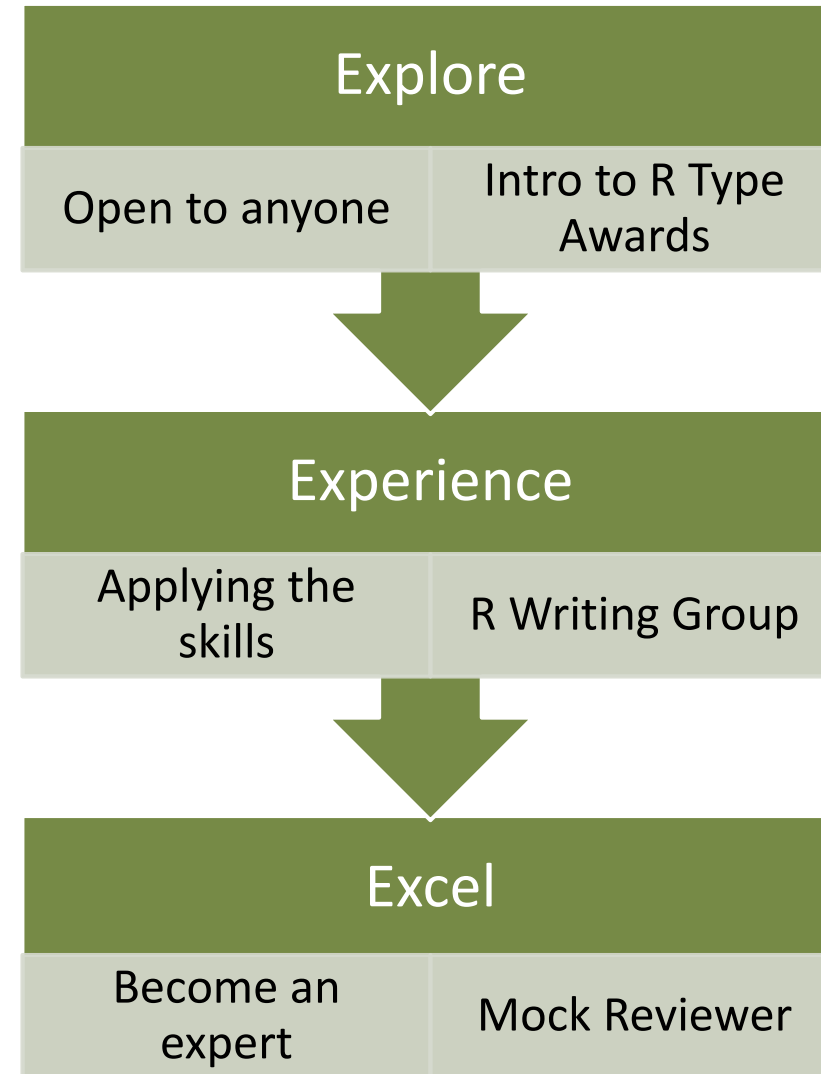 Explore
Open to anyone
Intro to R Type
Awards
Experience
Applying the
skills
R Writing Group
Excel
Become an
expert
Mock Reviewer